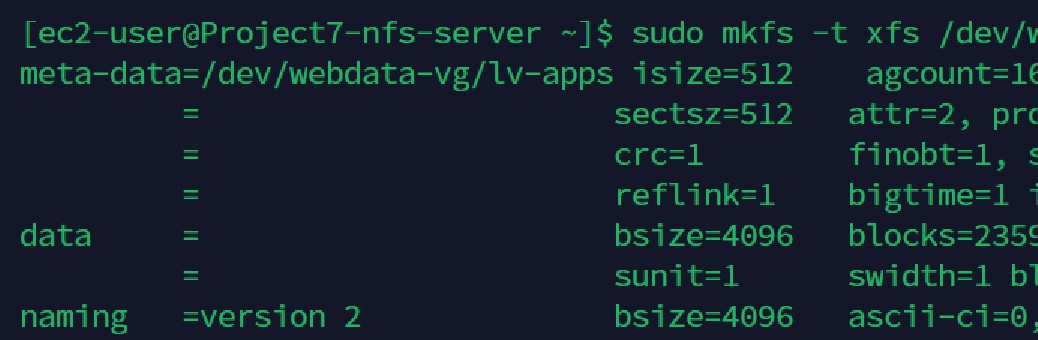 [ec2-user@Project7-nfs-server ~]$ sudo mkfs -t xfs /dev/w
meta-data=/dev/webdata-vg/lv-apps isize=512    agcount=16
         =                       sectsz=512   attr=2, pro
         =                       crc=1        finobt=1, s
         =                       reflink=1    bigtime=1 i
data     =                       bsize=4096   blocks=2359
         =                       sunit=1      swidth=1 bl
naming   =version 2              bsize=4096   ascii-ci=0,